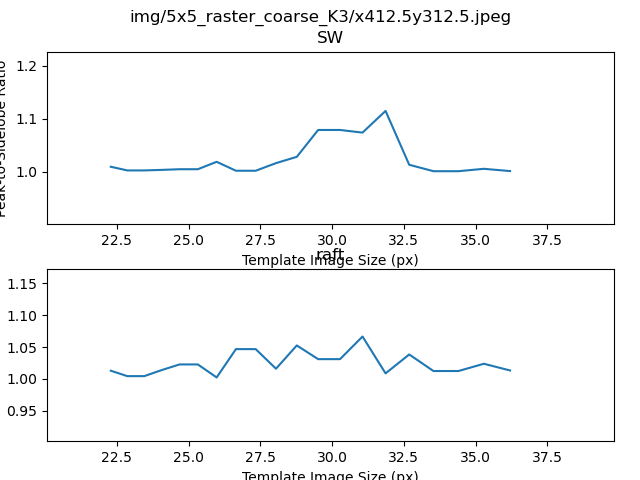 img/5x5_raster_coarse_K3/x412.5y312.5.jpeg
SW
Peak-to-Sidelobe Ratio
1.2
1.1
1.0
22.5 25.0 27.5 30.0 32.5 35.0 37.5
Template Image Size (px)
raft
1.15
1.10
1.05
1.00
0.95
22.5 25.0 27.5 30.0 32.5 35.0 37.5
Template Image Size (px)